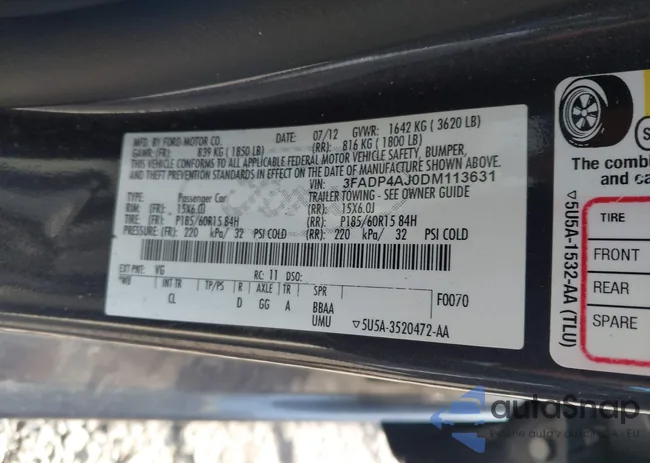 MFD. BY FORD MOTOR CO. DATE: 07/12 GVWR: 1642 KG ( 3620 LB)
GAWR: (FR): 839 KG ( 1850 LB) (RR): 816 KG ( 1800 LB)
THIS VEHICLE CONFORMS TO ALL APPLICABLE FEDERAL MOTOR VEHICLE SAFETY, BUMPER,
AND THEFT PREVENTION STANDARDS IN EFFECT ON THE DATE OF MANUFACTURE SHOWN ABOVE.
VIN: 3FADP4AJ0DM113631
TYPE: Passenger Car TRAILER TOWING - SEE OWNER GUIDE
RIM: (FR): 15X6.0J (RR): 15X6.0J
TIRE: (FR): P185/60R15 84H (RR): P185/60R15 84H
PRESSURE: (FR): 220 kPa/ 32 PSI COLD (RR): 220 kPa/ 32 PSI COLD
RC: 11 DSO:
EXT PNT: VG F0070
*WB INT TR TP/PS R AXLE TR SPR
CL D GG A BBAA
UMU ▽5U5A-3520472-AA
The comb
and ca
TIRE
FRONT
REAR
SPARE
▽5U5A-1532-AA (TLU)
autoSnap